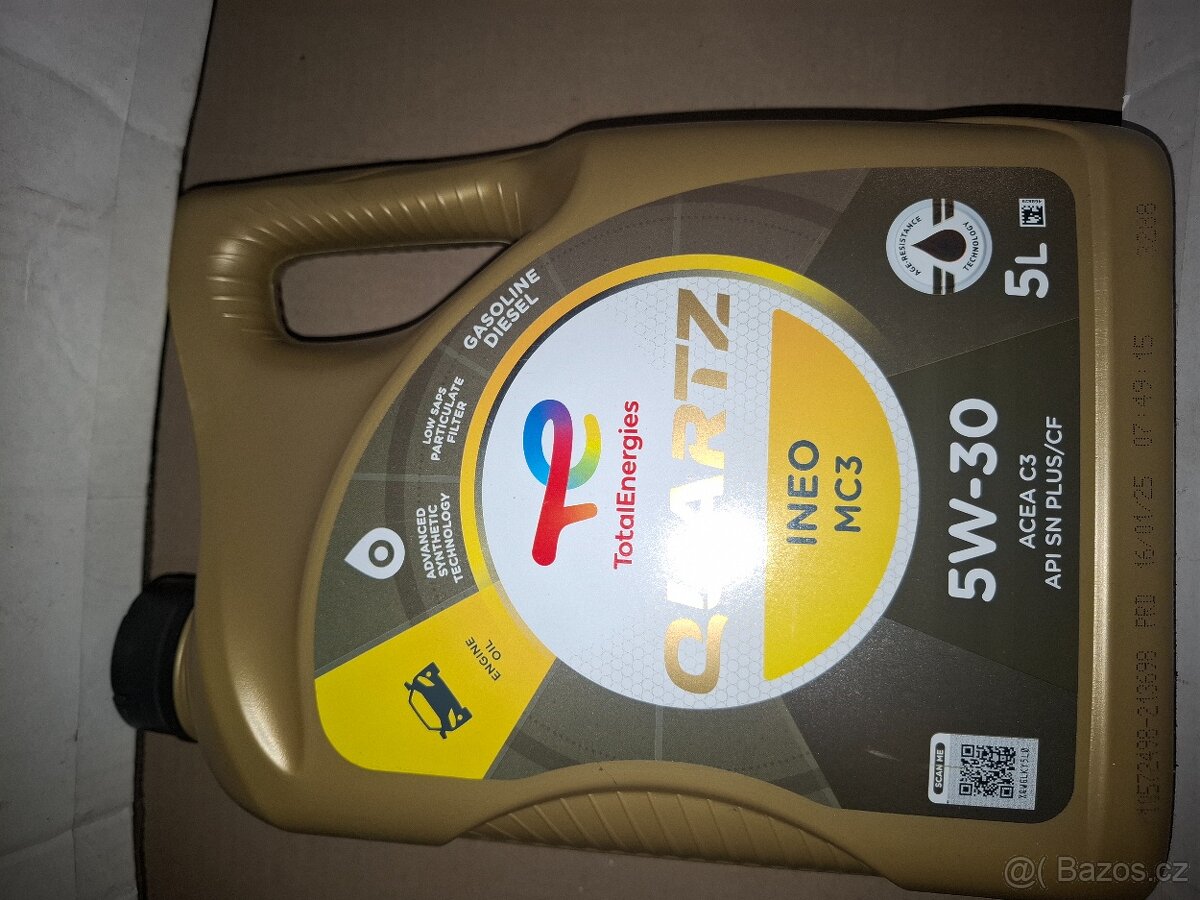 GASOLINE
DIESEL
LOW SAPS
PARTICULATE
FILTER
ADVANCED
SYNTHETIC
TECHNOLOGY
ENGINE
OIL
TotalEnergies
QUARTZ
INEO
MC3
AGE-RESISTANCE
TECHNOLOGY
5L
5W-30
ACEA C3
API SN PLUS/CF
SCAN ME
PRD 16/01/25 07:49:15
@( Bazos.cz